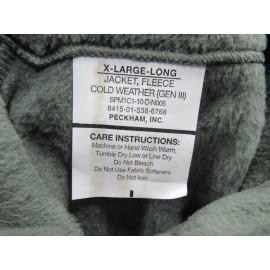 X-LARGE-LONG
JACKET, FLEECE
COLD WEATHER (GEN III)
SPM1C1-10-D-N005
8415-01-538-6768
PECKHAM, INC.
CARE INSTRUCTIONS:
Machine or Hand Wash Warm,
Tumble Dry Low or Line Dry
Do Not Bleach
Do Not Use Fabric Softeners
Do Not Iron